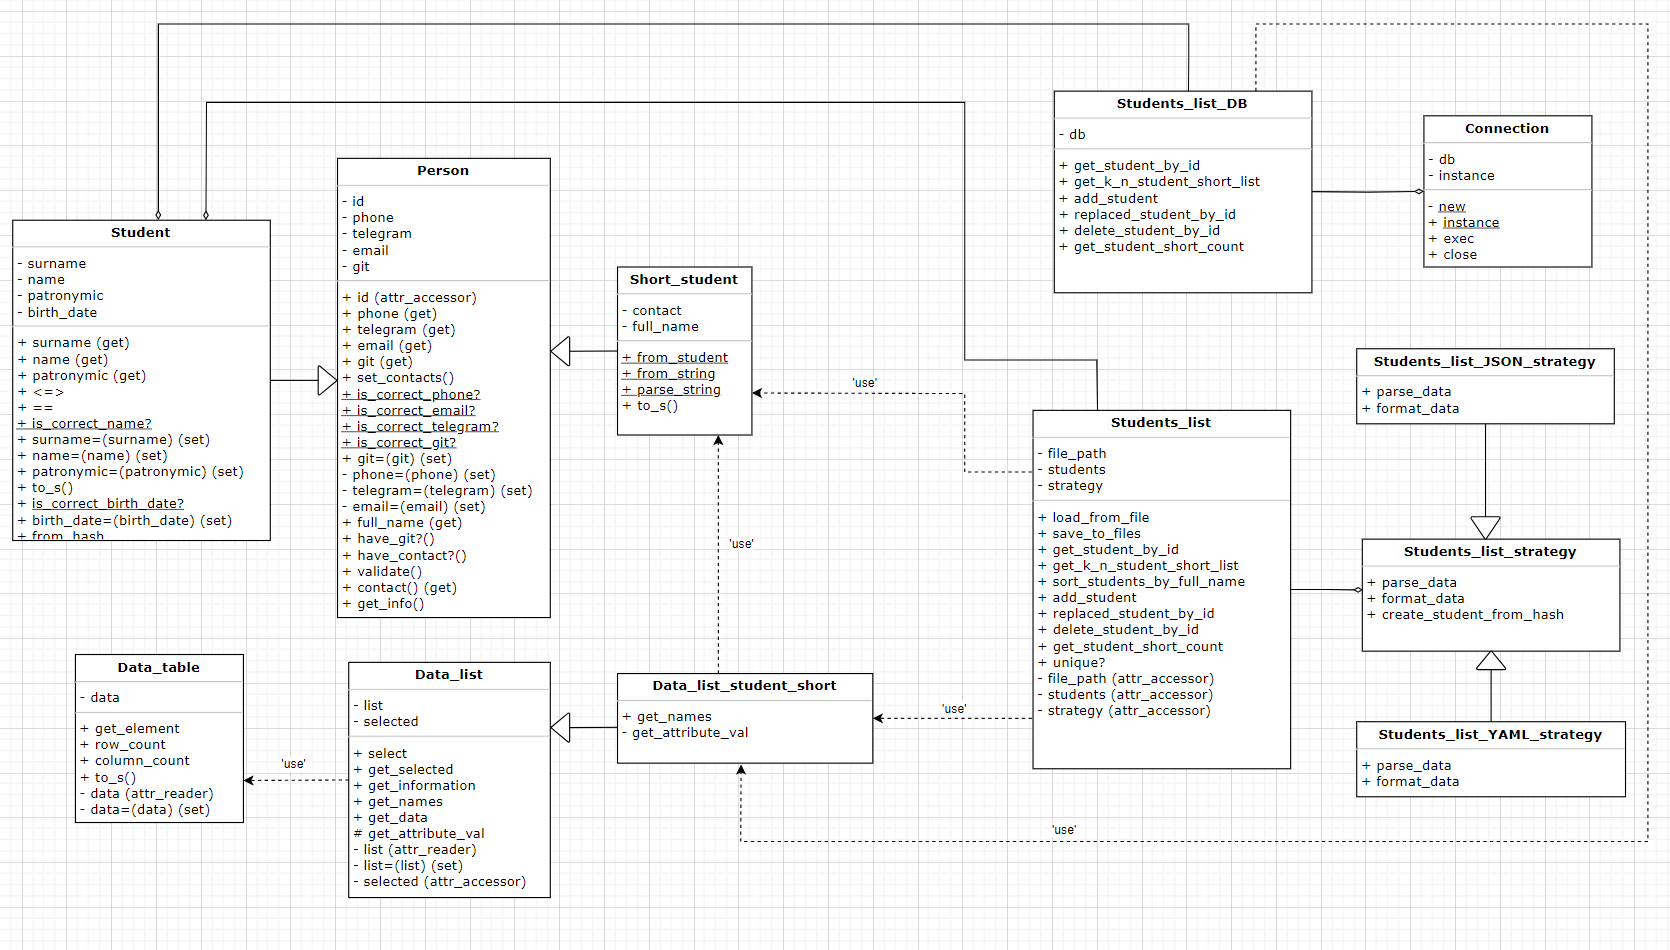 Students_list_DB
- db
+ get_student_by_id
+ get_k_n_student_short_list
+ add_student
+ replaced_student_by_id
+ delete_student_by_id
+ get_student_short_count
Connection
- db
- instance
- new
+ instance
+ exec
+ close
Person
- id
- phone
- telegram
- email
- git
+ id (attr_accessor)
+ phone (get)
+ telegram (get)
+ email (get)
+ git (get)
+ set_contacts()
+ is_correct_phone?
+ is_correct_email?
+ is_correct_telegram?
+ is_correct_git?
+ git=(git) (set)
- phone=(phone) (set)
- telegram=(telegram) (set)
- email=(email) (set)
+ full_name (get)
+ have_git?()
+ have_contact?()
+ validate()
+ contact() (get)
+ get_info()
Student
- surname
- name
- patronymic
- birth_date
+ surname (get)
+ name (get)
+ patronymic (get)
+ <=>
+ ==
+ is_correct_name?
+ surname=(surname) (set)
+ name=(name) (set)
+ patronymic=(patronymic) (set)
+ to_s()
+ is_correct_birth_date?
+ birth_date=(birth_date) (set)
+ from_hash
Short_student
- contact
- full_name
+ from_student
+ from_string
+ parse_string
+ to_s()
'use'
Students_list_JSON_strategy
+ parse_data
+ format_data
Students_list
- file_path
- students
- strategy
+ load_from_file
+ save_to_files
+ get_student_by_id
+ get_k_n_student_short_list
+ sort_students_by_full_name
+ add_student
+ replaced_student_by_id
+ delete_student_by_id
+ get_student_short_count
+ unique?
- file_path (attr_accessor)
- students (attr_accessor)
- strategy (attr_accessor)
Students_list_strategy
+ parse_data
+ format_data
+ create_student_from_hash
'use'
Data_table
- data
+ get_element
+ row_count
+ column_count
+ to_s()
- data (attr_reader)
- data=(data) (set)
'use'
Data_list
- list
- selected
+ select
+ get_selected
+ get_information
+ get_names
+ get_data
# get_attribute_val
- list (attr_reader)
- list=(list) (set)
- selected (attr_accessor)
Data_list_student_short
+ get_names
- get_attribute_val
'use'
Students_list_YAML_strategy
+ parse_data
+ format_data
'use'